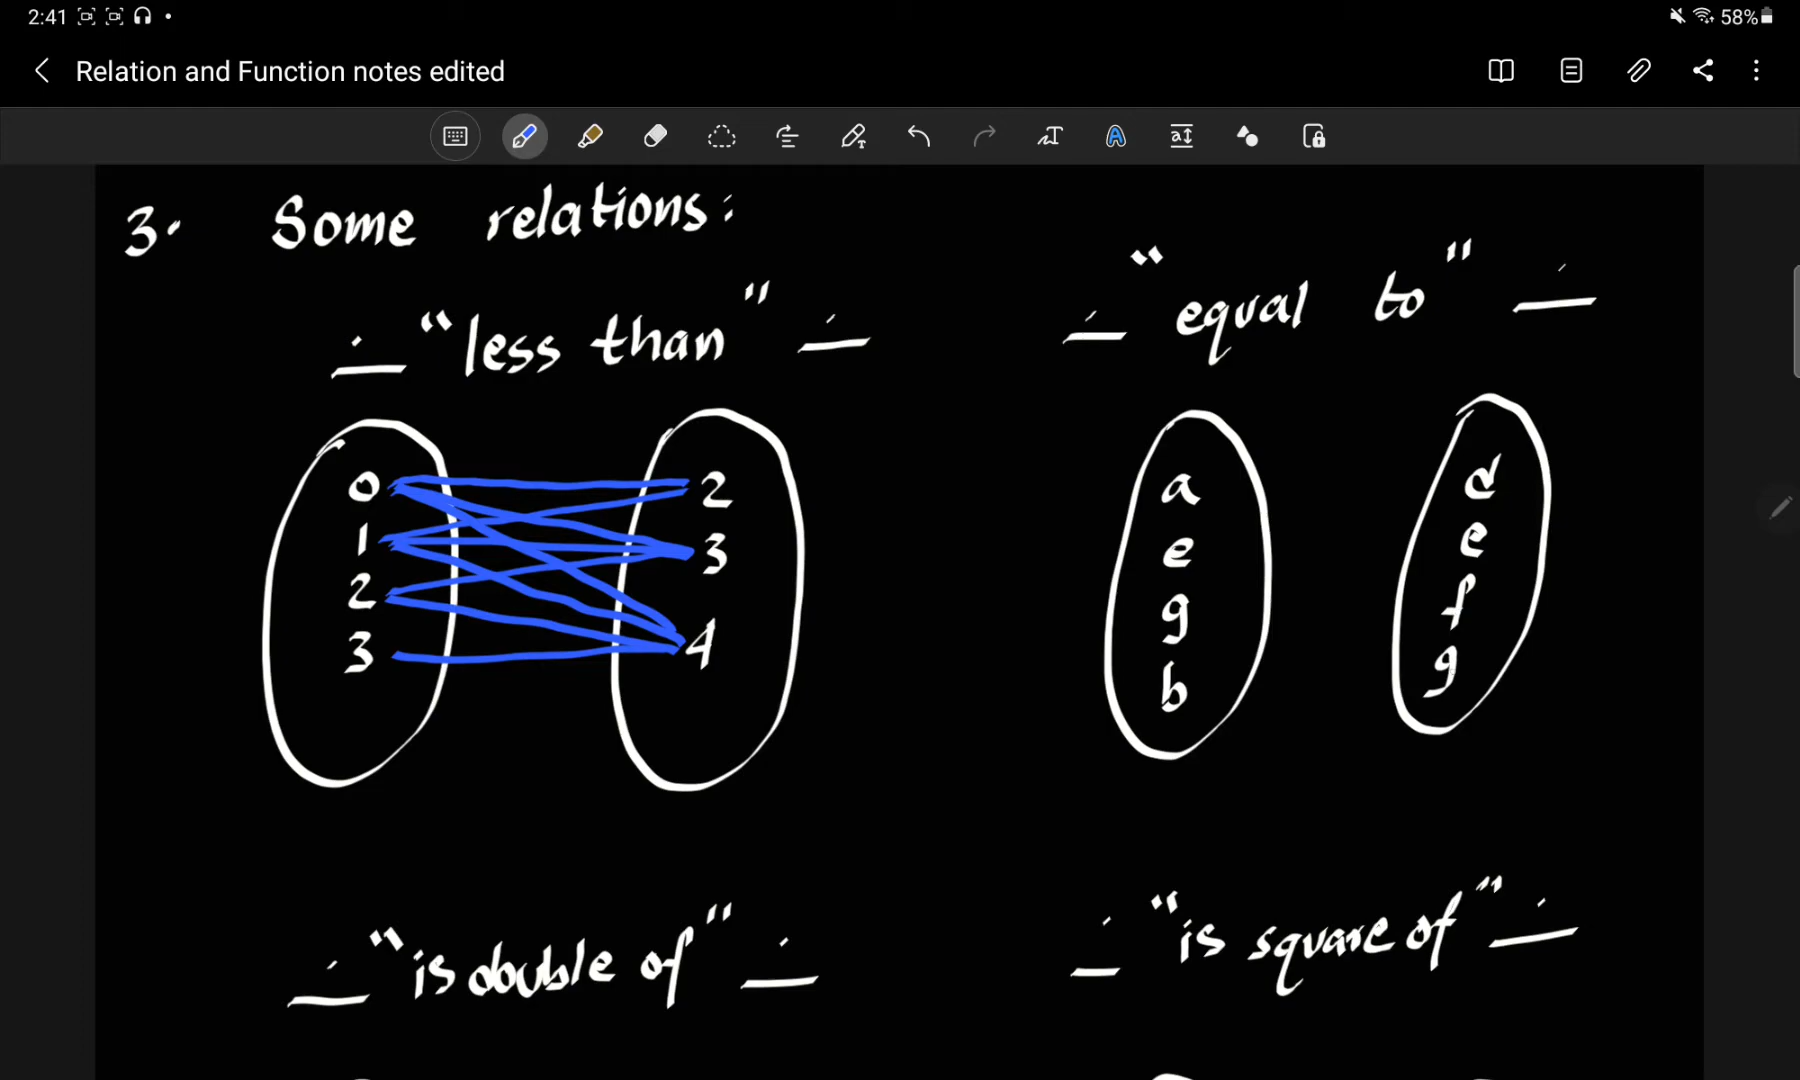 2:41
58%
Relation and Function notes edited
3. Some relations:
_ "less than" _
_ "equal to" _
0 2
1 3
2 4
3
a d
e e
g f
b g
_ "is double of" _
_ "is square of" _